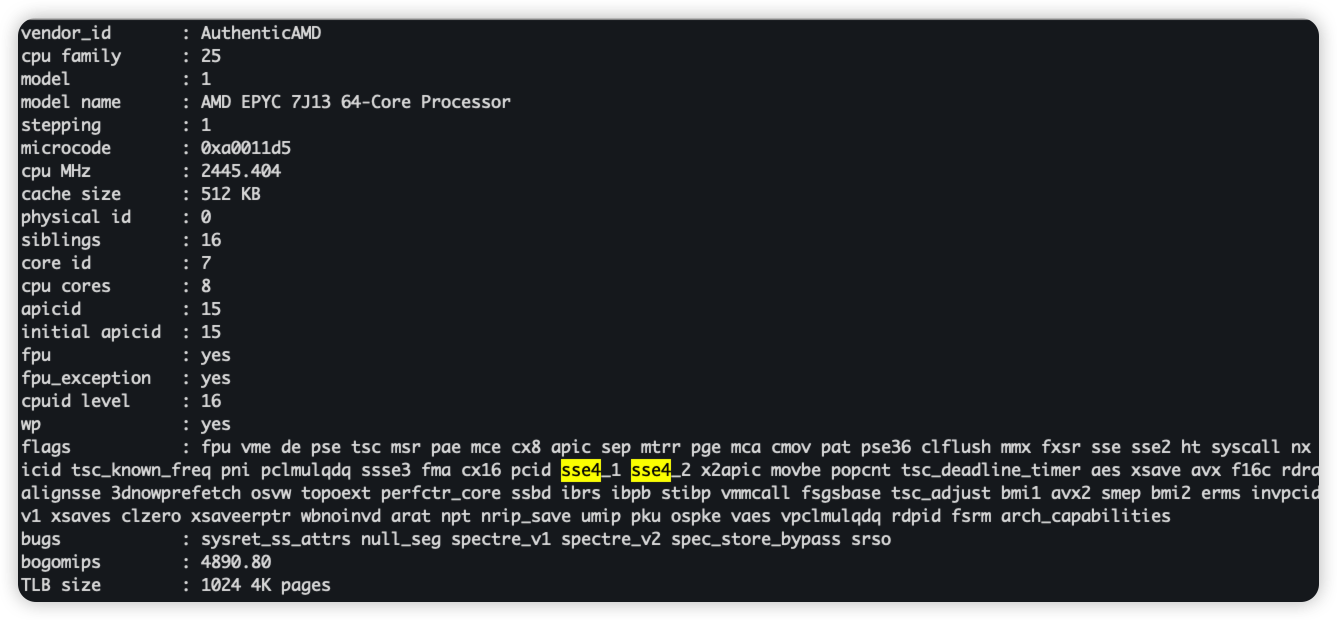 vendor_id : AuthenticAMD
cpu family : 25
model : 1
model name : AMD EPYC 7J13 64-Core Processor
stepping : 1
microcode : 0xa0011d5
cpu MHz : 2445.404
cache size : 512 KB
physical id : 0
siblings : 16
core id : 7
cpu cores : 8
apicid : 15
initial apicid : 15
fpu : yes
fpu_exception : yes
cpuid level : 16
wp : yes
flags : fpu vme de pse tsc msr pae mce cx8 apic sep mtrr pge mca cmov pat pse36 clflush mmx fxsr sse sse2 ht syscall nx
icid tsc_known_freq pni pclmulqdq ssse3 fma cx16 pcid sse4_1 sse4_2 x2apic movbe popcnt tsc_deadline_timer aes xsave avx f16c rdra
alignsse 3dnowprefetch osvw topoext perfctr_core ssbd ibrs ibpb stibp vmmcall fsgsbase tsc_adjust bmi1 avx2 smep bmi2 erms invpcid
v1 xsaves clzero xsaveerptr wbnoinvd arat npt nrip_save umip pku ospke vaes vpclmulqdq rdpid fsrm arch_capabilities
bugs : sysret_ss_attrs null_seg spectre_v1 spectre_v2 spec_store_bypass srso
bogomips : 4890.80
TLB size : 1024 4K pages